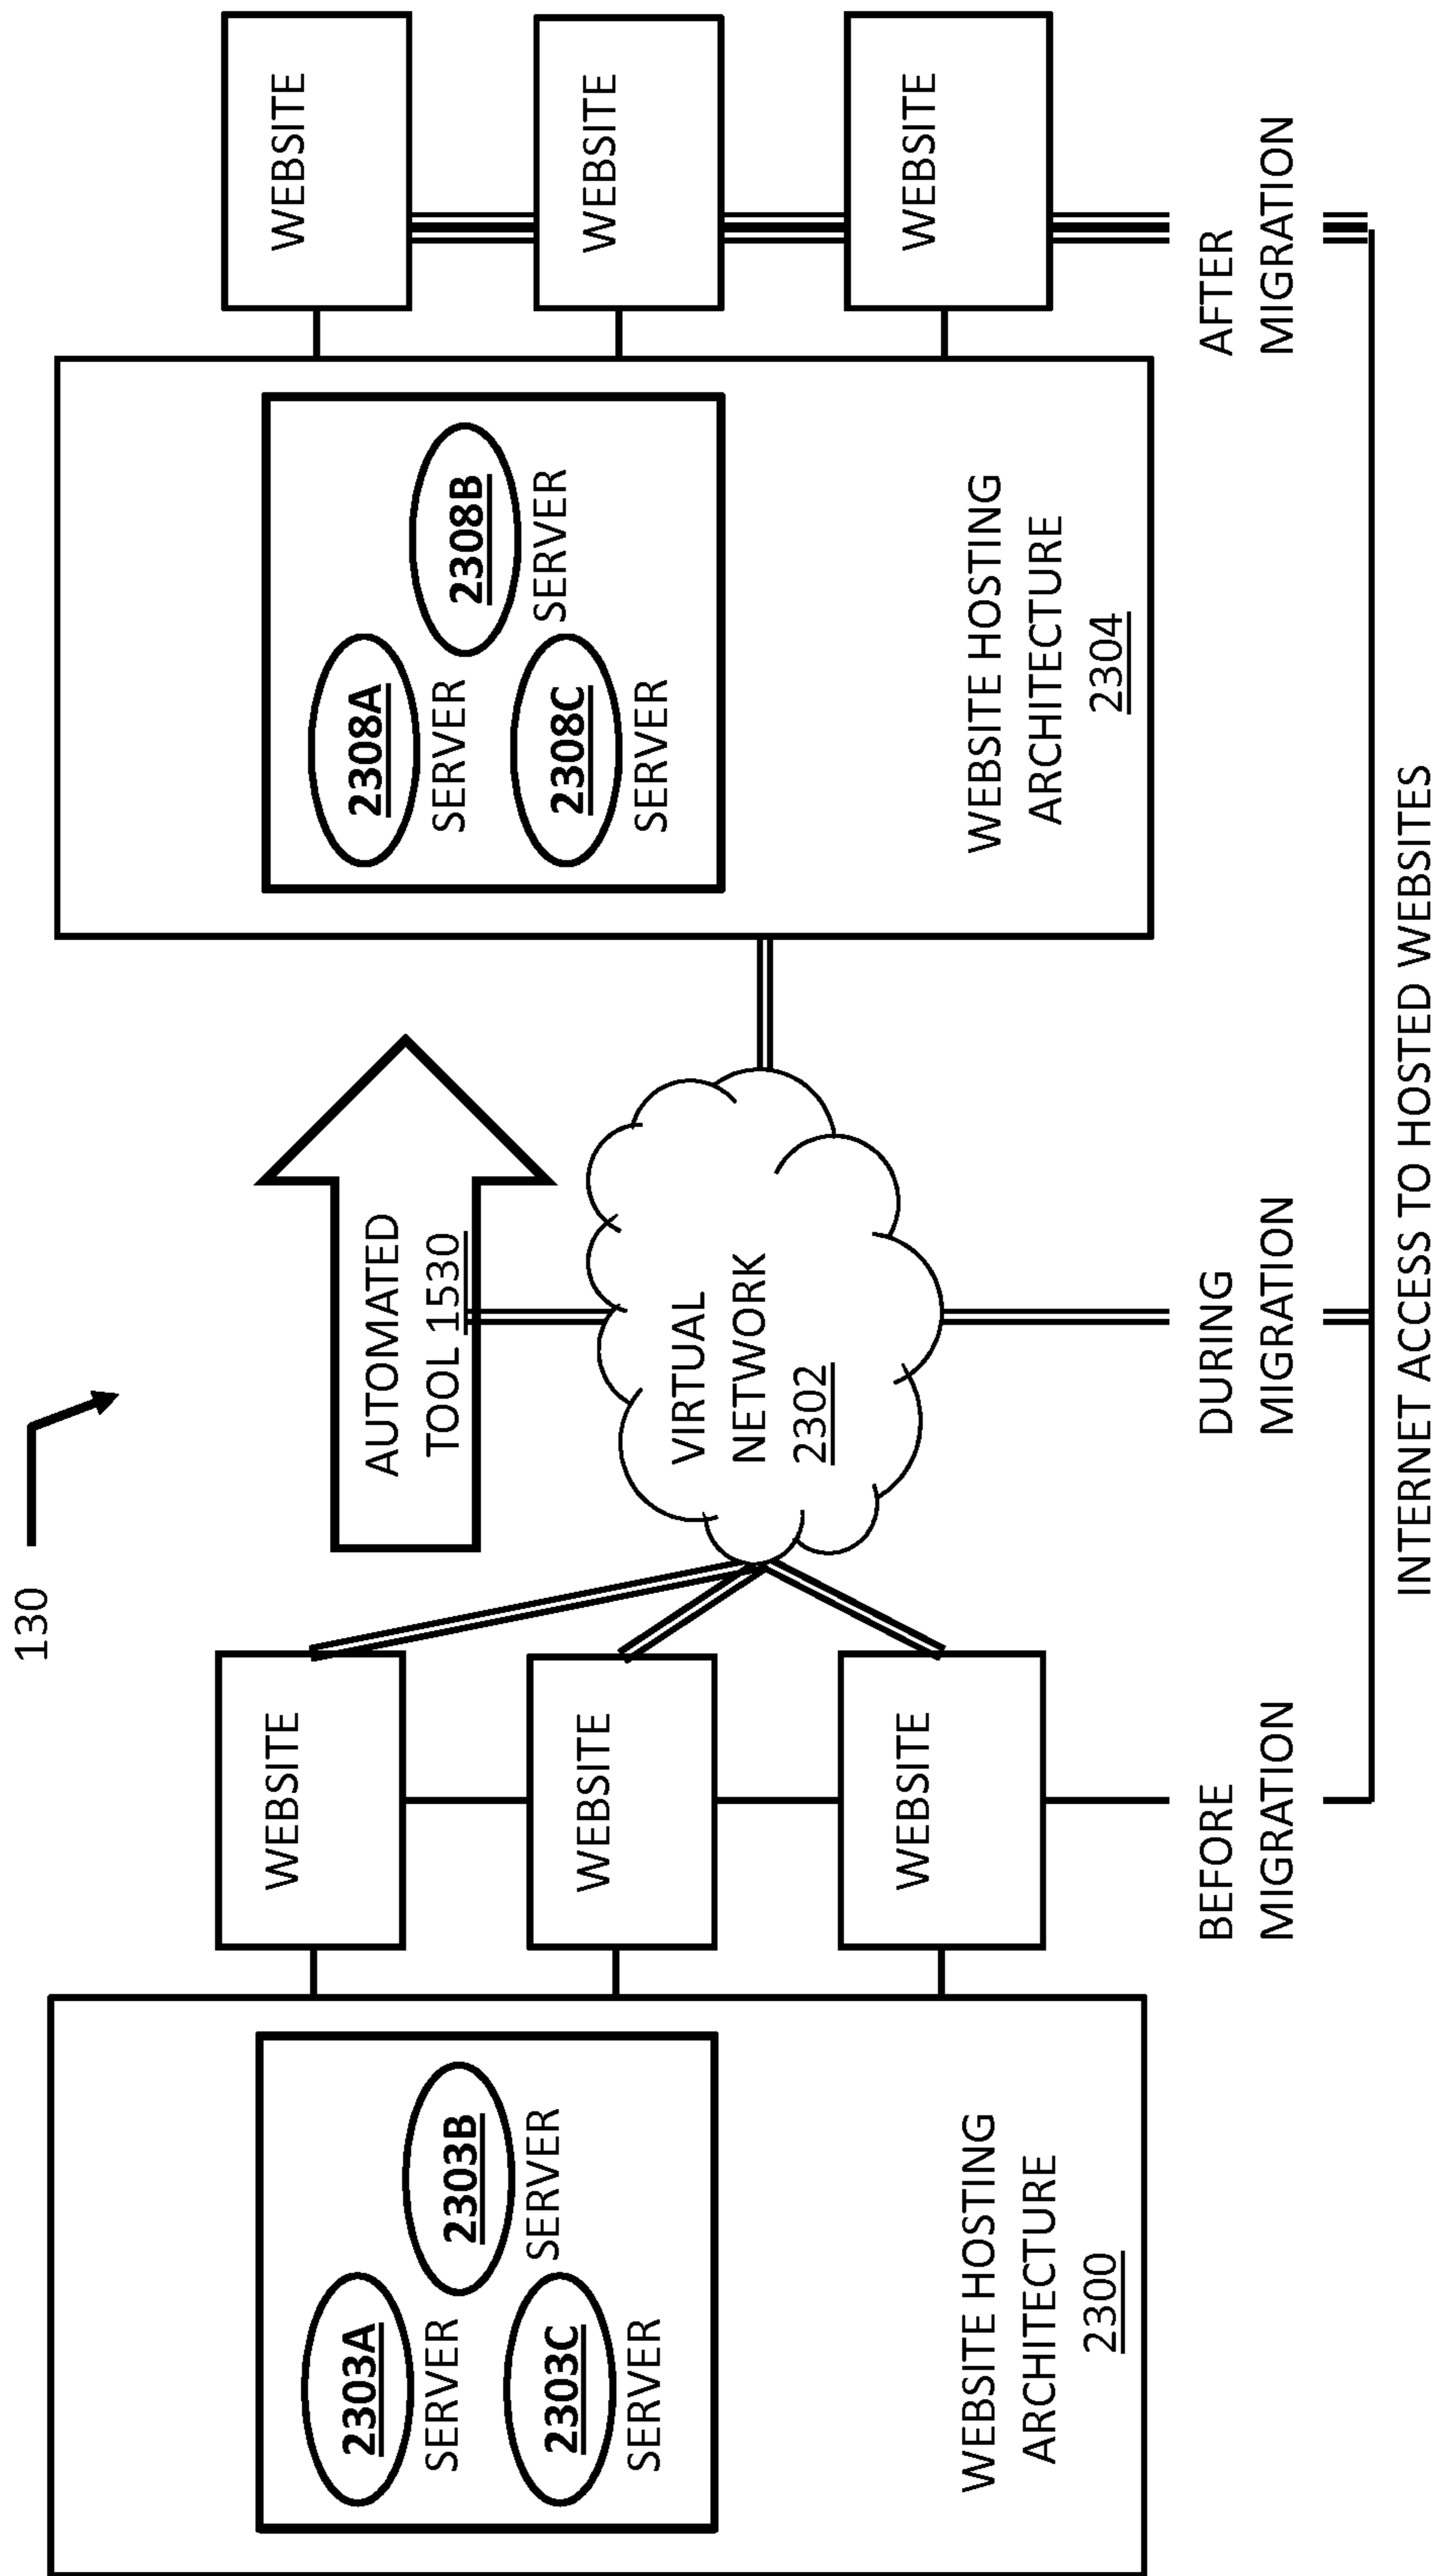 130
2303A
SERVER
2303B
SERVER
2303C
SERVER
WEBSITE HOSTING
ARCHITECTURE
2300
WEBSITE
WEBSITE
WEBSITE
AUTOMATED
TOOL 1530
VIRTUAL
NETWORK
2302
2308A
SERVER
2308B
SERVER
2308C
SERVER
WEBSITE HOSTING
ARCHITECTURE
2304
WEBSITE
WEBSITE
WEBSITE
BEFORE
MIGRATION
DURING
MIGRATION
AFTER
MIGRATION
INTERNET ACCESS TO HOSTED WEBSITES